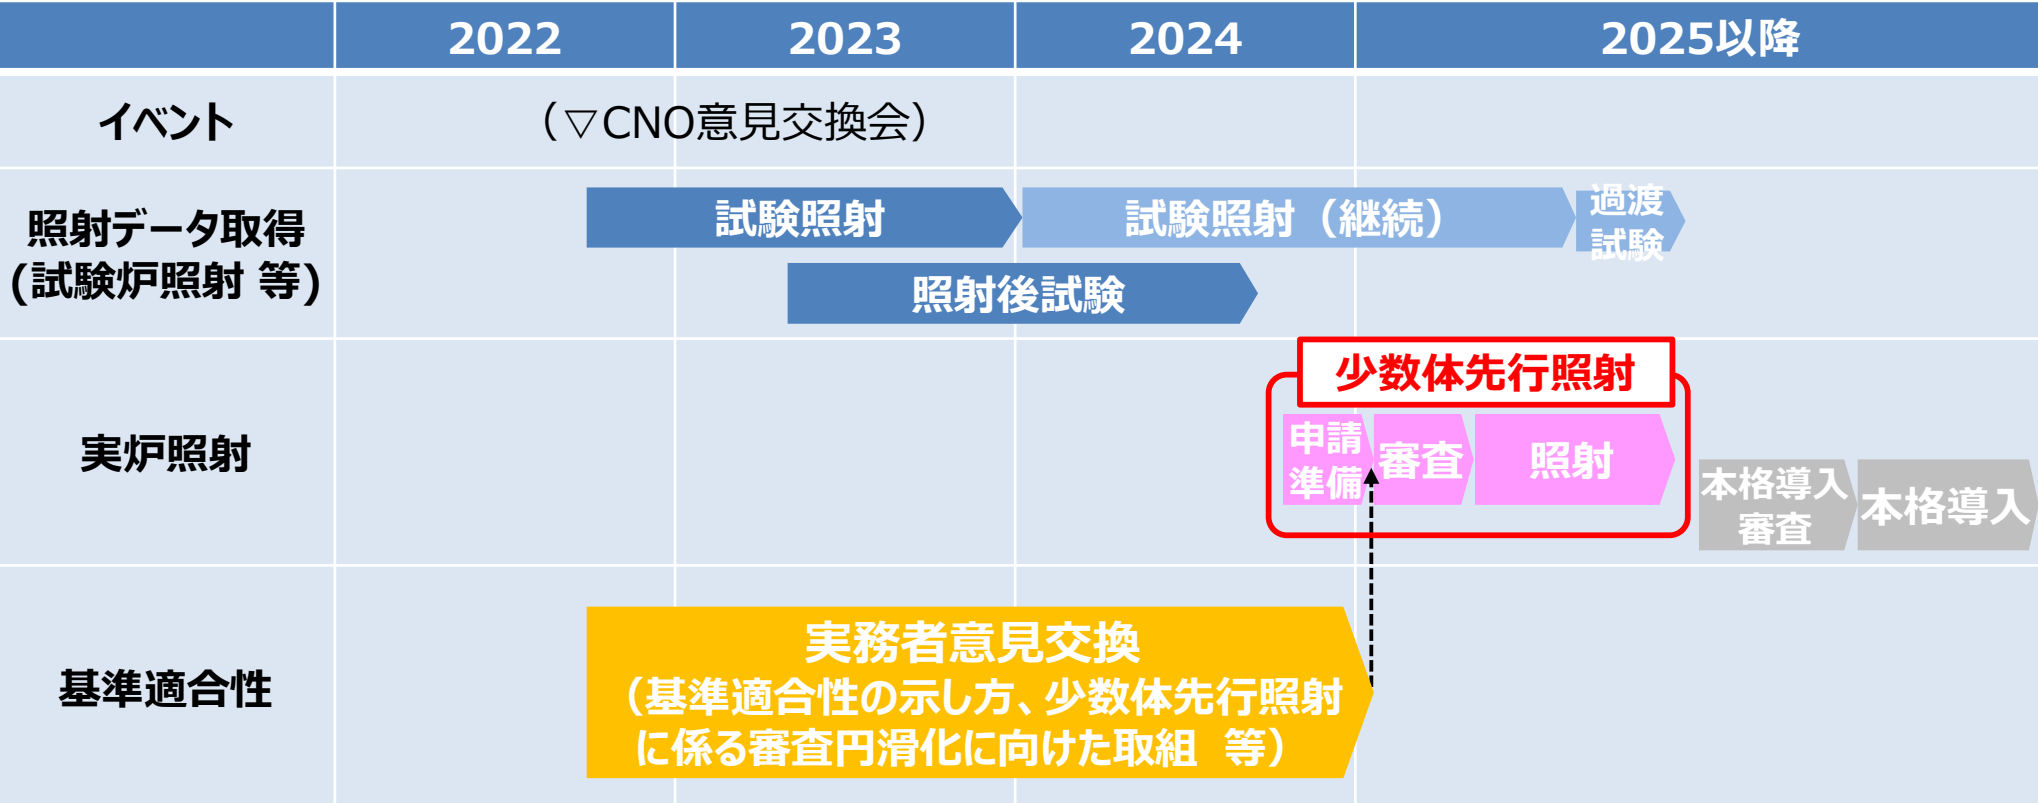 2022
2023
2024
2025以降
イベント
（▽CNO意見交換会）
照射データ取得
(試験炉照射 等)
試験照射
試験照射（継続）
過渡
試験
照射後試験
実炉照射
少数体先行照射
申請
準備
審査
照射
本格導入
審査
本格導入
基準適合性
実務者意見交換
（基準適合性の示し方、少数体先行照射
に係る審査円滑化に向けた取組 等）